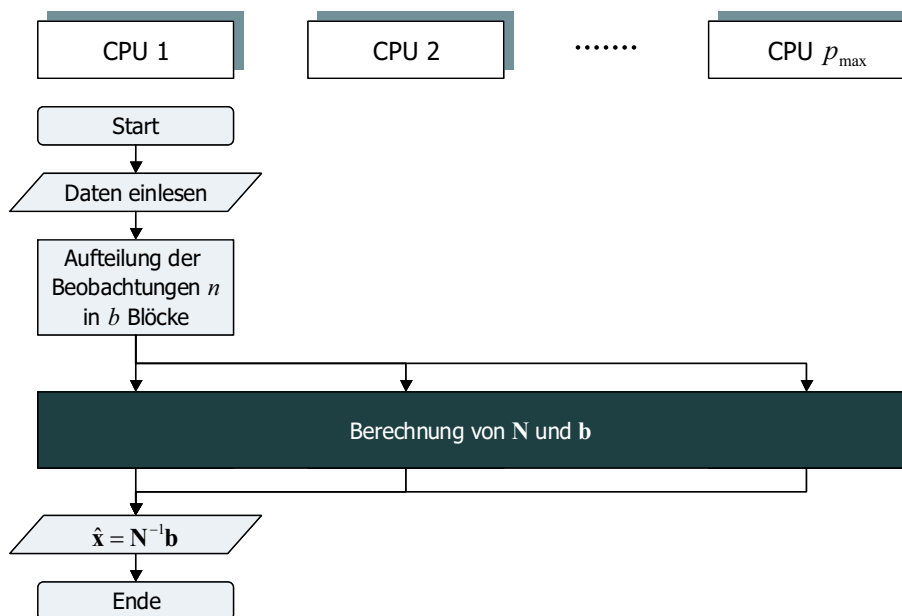 CPU 1
CPU 2
.......
CPU p_max
Start
Daten einlesen
Aufteilung der
Beobachtungen n
in b Blöcke
Berechnung von N und b
x̂ = N⁻¹b
Ende